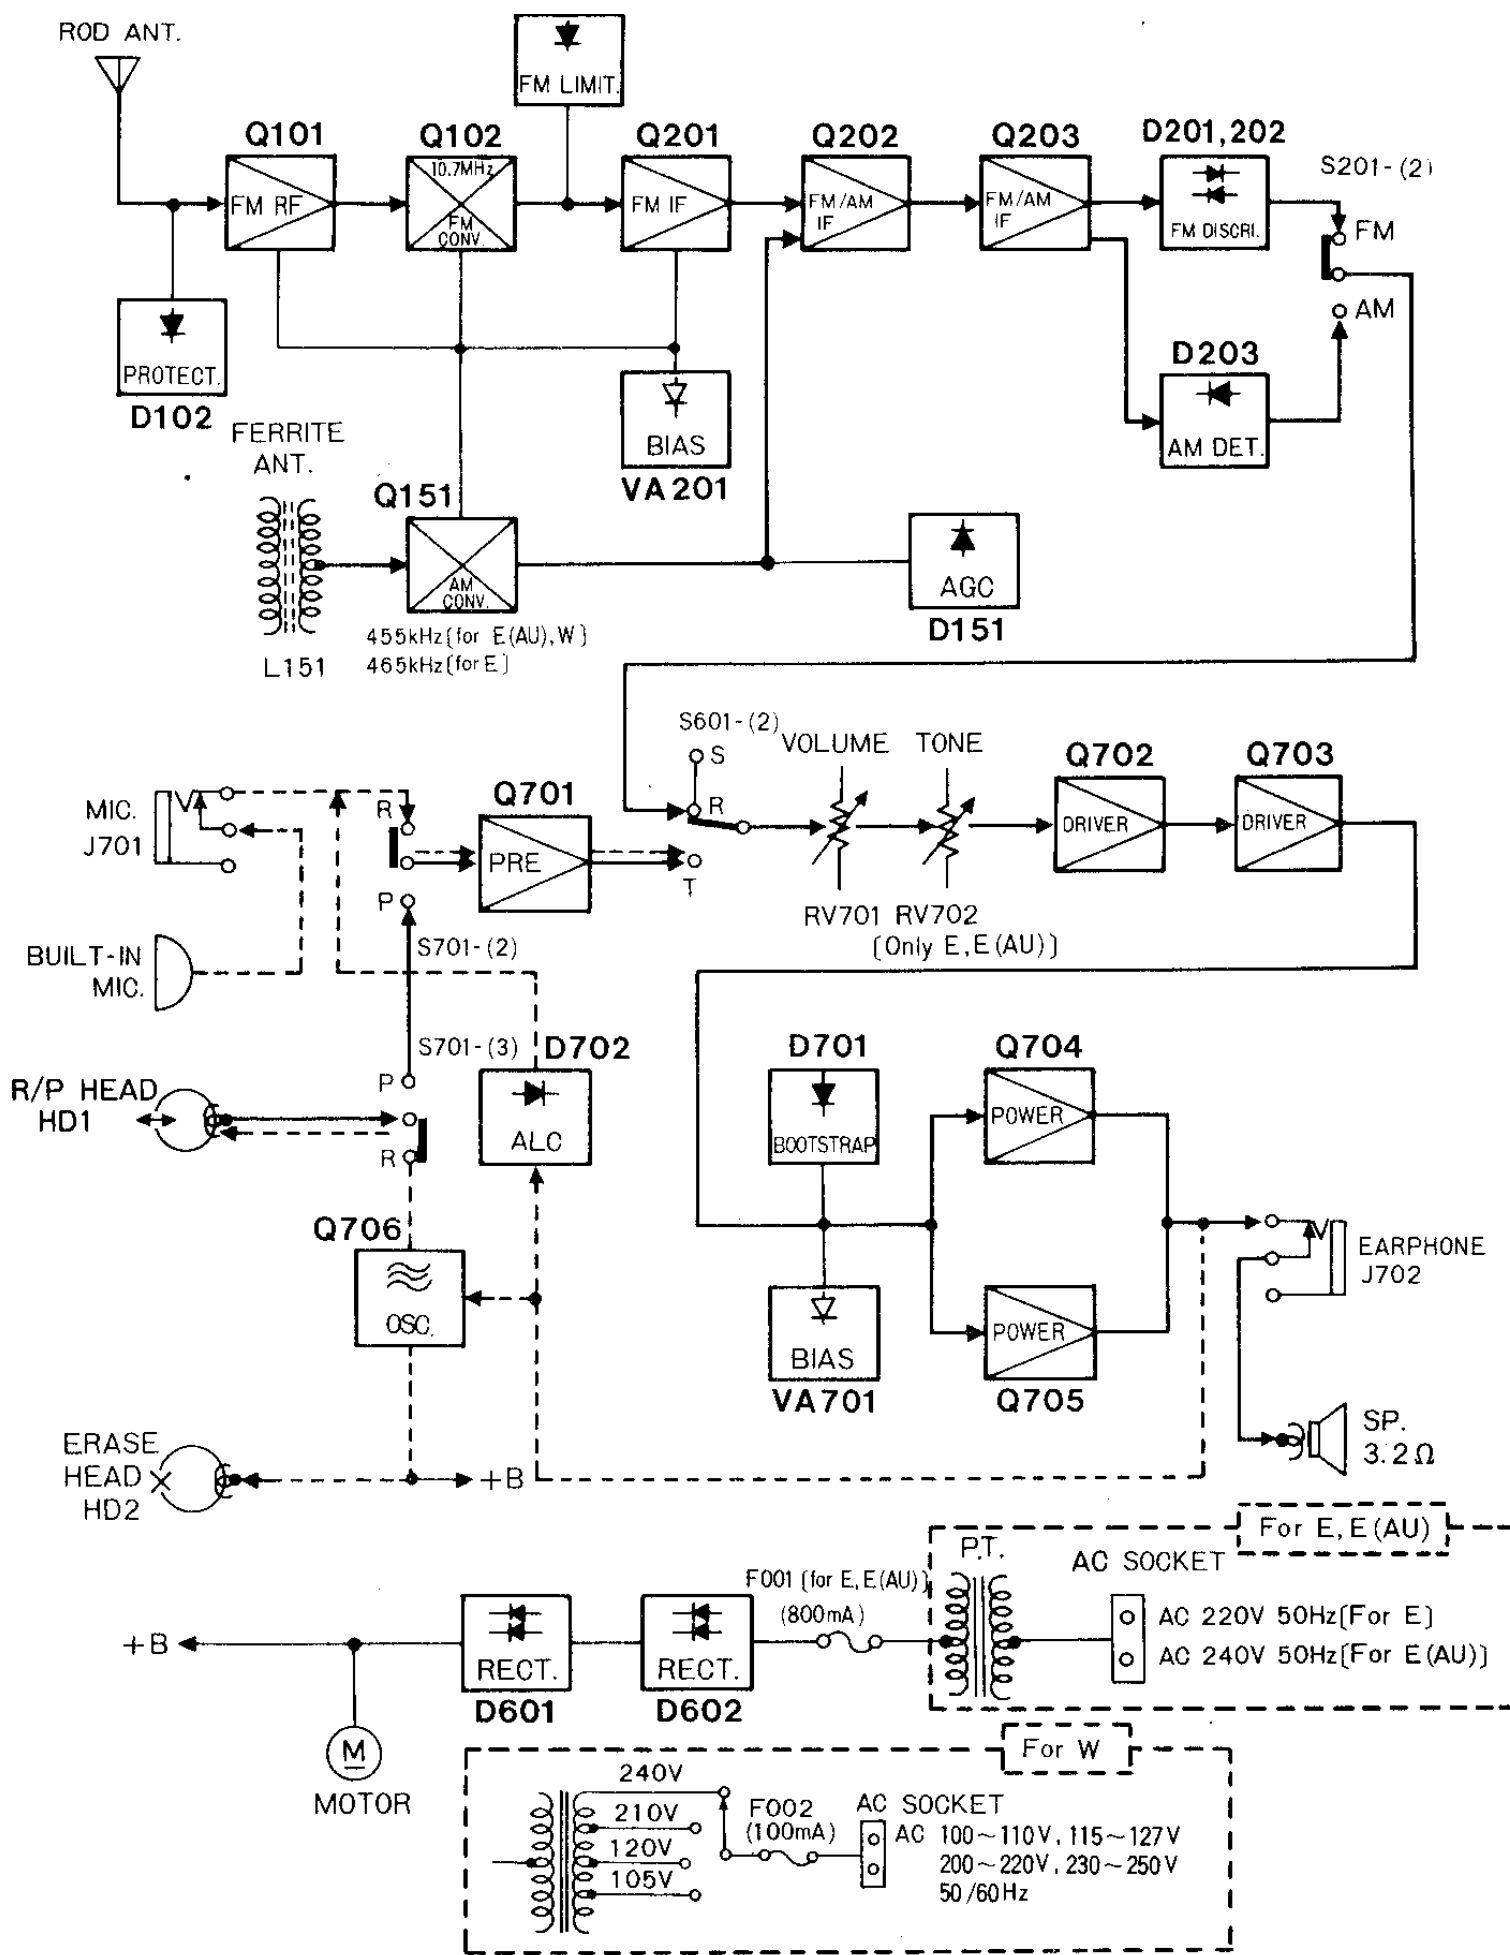 ROD ANT.
FM LIMIT.
Q101
Q102
Q201
Q202
Q203
D201,202
S201-(2)
10.7MHz
FM RF
FM
CONV.
FM IF
FM/AM
IF
FM/AM
IF
FM DISCRI.
FM
AM
PROTECT.
D102
BIAS
VA201
D203
AM DET.
FERRITE
ANT.
L151
Q151
AM
CONV.
455kHz[for E(AU),W]
465kHz[for E]
AGC
D151
S601-(2)
S
R
T
VOLUME
TONE
Q702
Q703
MIC.
J701
R
P
Q701
PRE
DRIVER
DRIVER
RV701
RV702
[Only E,E(AU)]
BUILT-IN
MIC.
S701-(2)
S701-(3)
D702
ALC
D701
BOOTSTRAP
Q704
POWER
R/P HEAD
HD1
P
R
Q706
OSC.
BIAS
VA701
POWER
Q705
EARPHONE
J702
SP.
3.2Ω
ERASE
HEAD
HD2
+B
For E,E(AU)
P.T.
AC SOCKET
F001 [for E,E(AU)]
(800mA)
AC 220V 50Hz[For E]
AC 240V 50Hz[For E(AU)]
+B
RECT.
D601
RECT.
D602
M
MOTOR
For W
240V
210V
120V
105V
F002
(100mA)
AC SOCKET
AC 100~110V, 115~127V
200~220V, 230~250V
50/60Hz